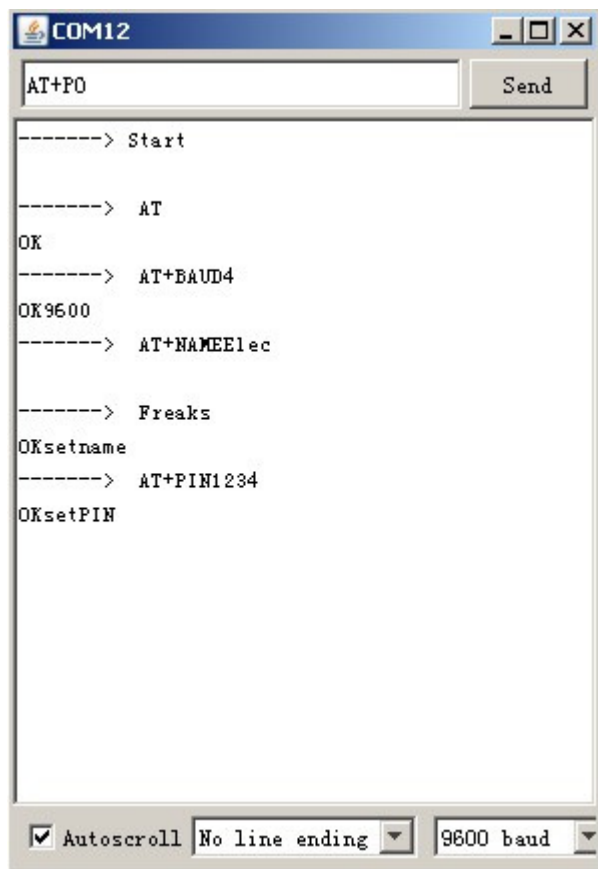 COM12
AT+PO
Send
-------> Start
-------> AT
OK
-------> AT+BAUD4
OK9600
-------> AT+NAMEElec
-------> Freaks
OKsetname
-------> AT+PIN1234
OKsetPIN
Autoscroll
No line ending
9600 baud